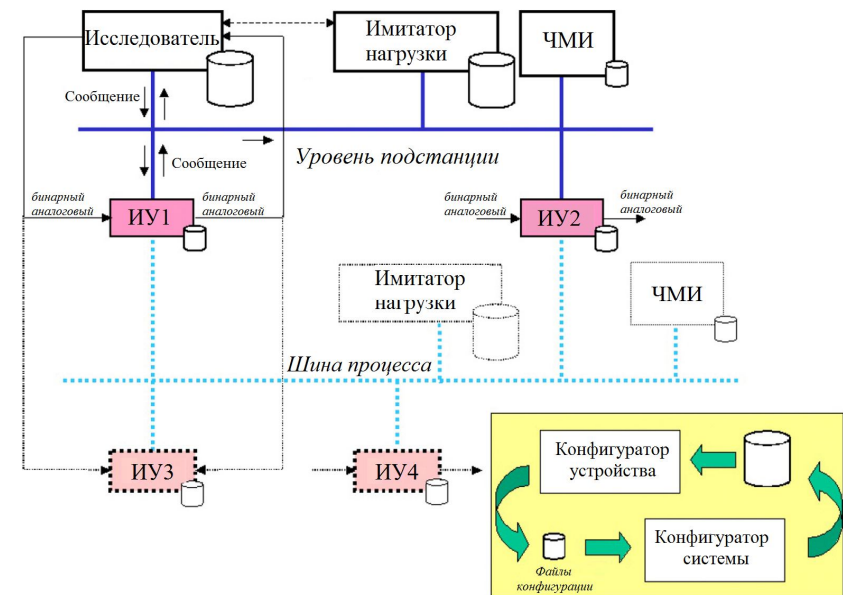 Исследователь
Имитатор
нагрузки
ЧМИ
Сообщение
Сообщение
Уровень подстанции
бинарный
аналоговый
ИУ1
бинарный
аналоговый
бинарный
аналоговый
ИУ2
бинарный
аналоговый
Имитатор
нагрузки
ЧМИ
Шина процесса
ИУ3
ИУ4
Конфигуратор
устройства
Файлы
конфигурации
Конфигуратор
системы